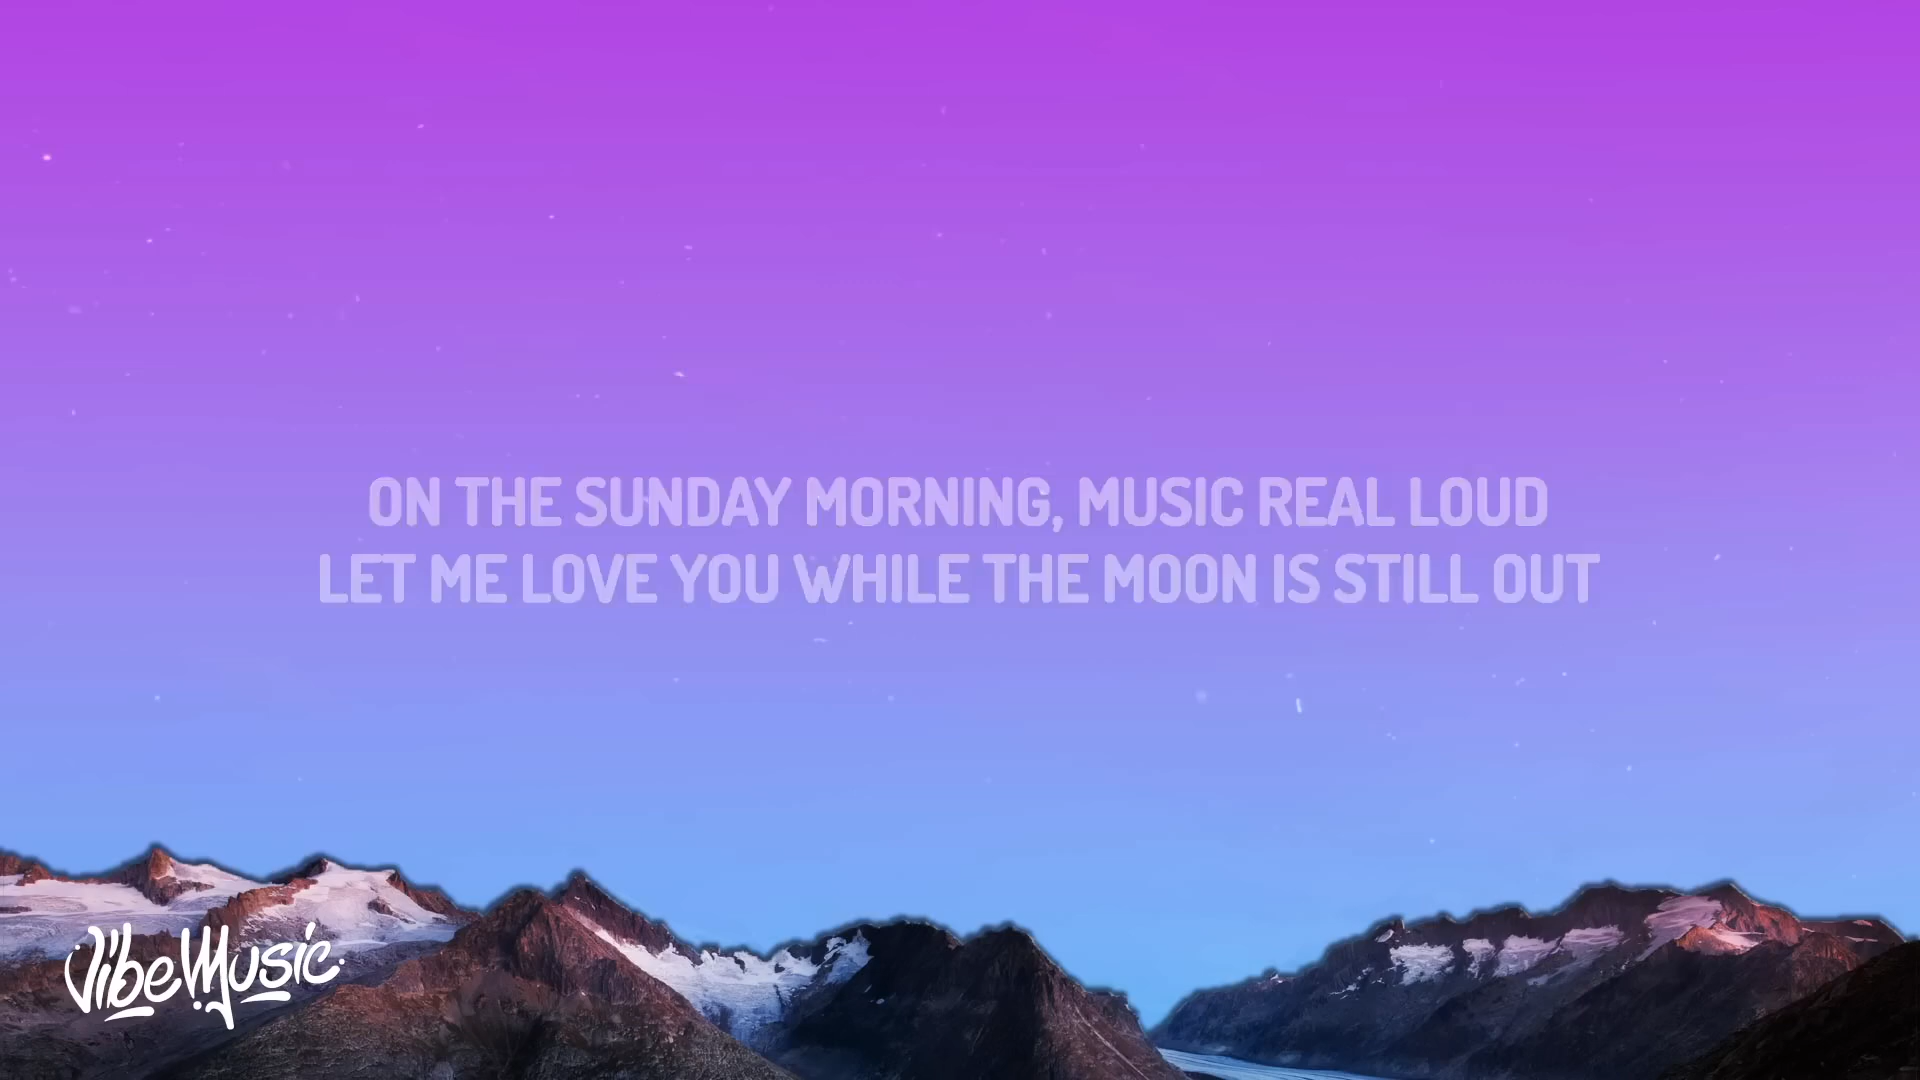 ON THE SUNDAY MORNING, MUSIC REAL LOUD
LET ME LOVE YOU WHILE THE MOON IS STILL OUT
VibeMusic.